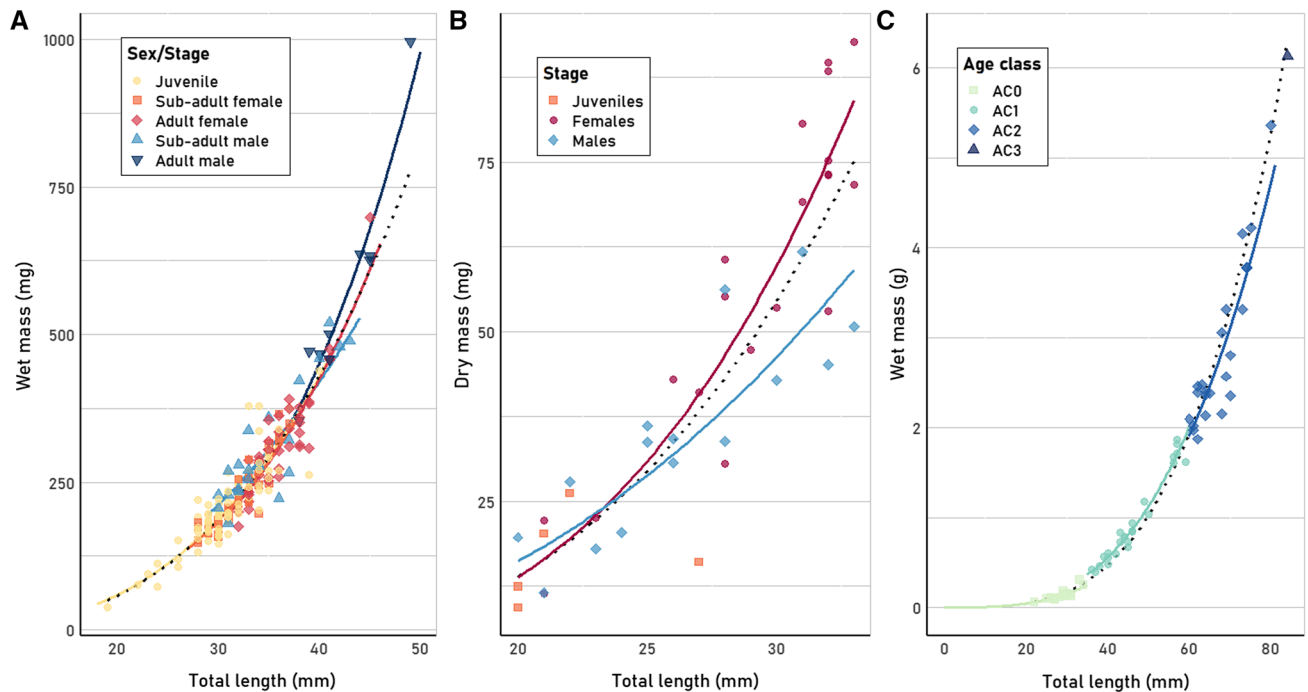 A
Sex/Stage
Juvenile
Sub-adult female
Adult female
Sub-adult male
Adult male
Wet mass (mg)
1000
750
500
250
0
20
30
40
50
Total length (mm)
B
Stage
Juveniles
Females
Males
Dry mass (mg)
75
50
25
20
25
30
Total length (mm)
C
Age class
AC0
AC1
AC2
AC3
Wet mass (g)
6
4
2
0
0
20
40
60
80
Total length (mm)